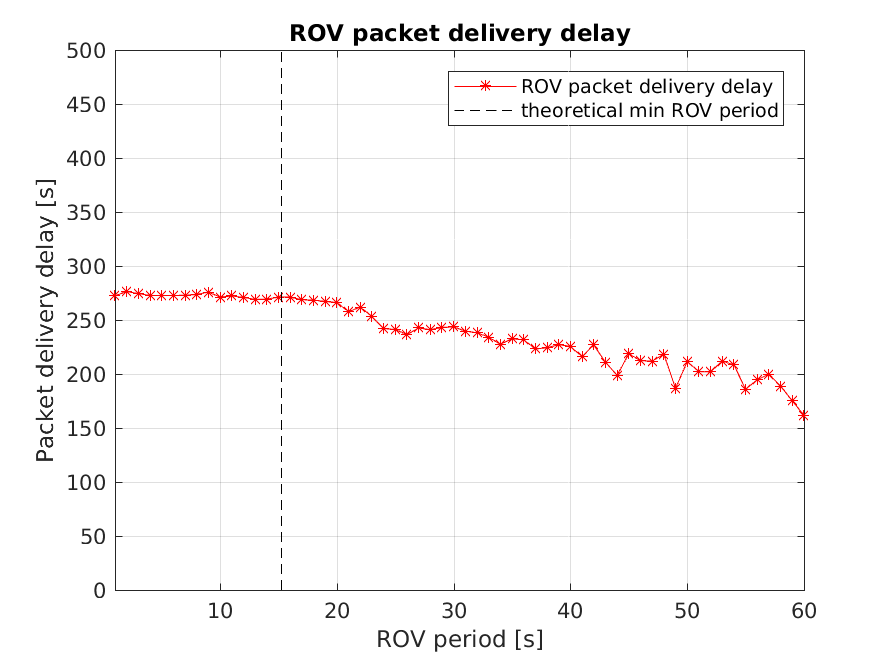 ROV packet delivery delay
500
450
400
350
300
250
200
150
100
50
0
Packet delivery delay [s]
ROV packet delivery delay
theoretical min ROV period
10 20 30 40 50 60
ROV period [s]